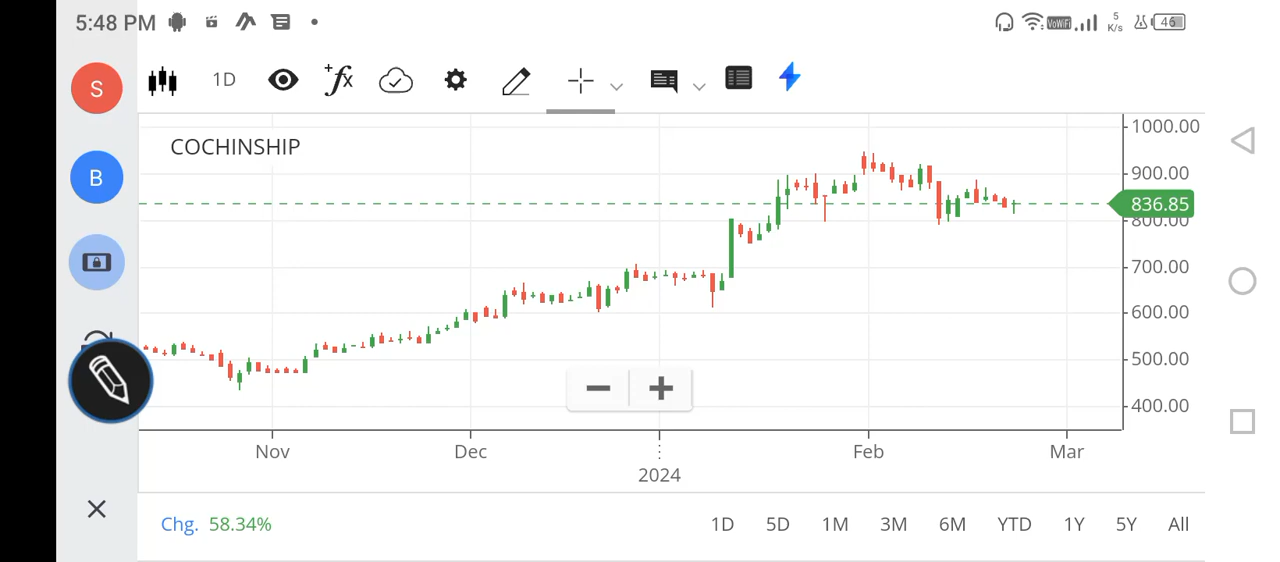 5:48 PM
VoWiFi
5
K/s
46
S
1D
fx
B
COCHINSHIP
1000.00
900.00
836.85
800.00
700.00
600.00
500.00
400.00
Nov
Dec
Feb
Mar
2024
Chg. 58.34%
1D 5D 1M 3M 6M YTD 1Y 5Y All